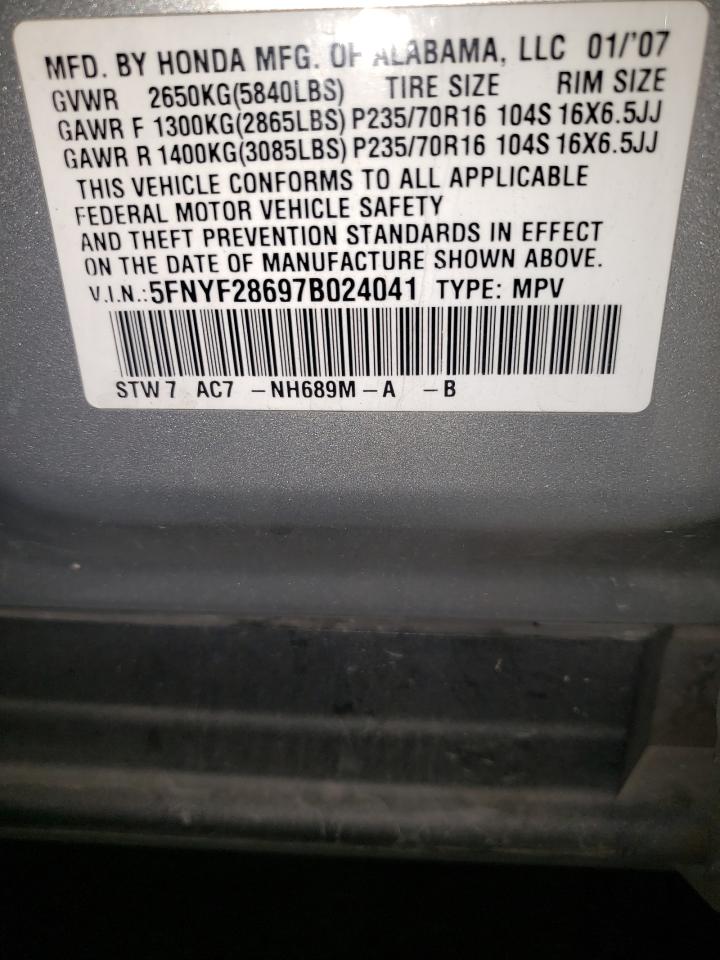 MFD. BY HONDA MFG. OF ALABAMA, LLC 01/'07
GVWR 2650KG(5840LBS) TIRE SIZE RIM SIZE
GAWR F 1300KG(2865LBS) P235/70R16 104S 16X6.5JJ
GAWR R 1400KG(3085LBS) P235/70R16 104S 16X6.5JJ
THIS VEHICLE CONFORMS TO ALL APPLICABLE
FEDERAL MOTOR VEHICLE SAFETY
AND THEFT PREVENTION STANDARDS IN EFFECT
ON THE DATE OF MANUFACTURE SHOWN ABOVE.
V.I.N.: 5FNYF28697B024041 TYPE: MPV
STW 7 AC7 -NH689M-A -B